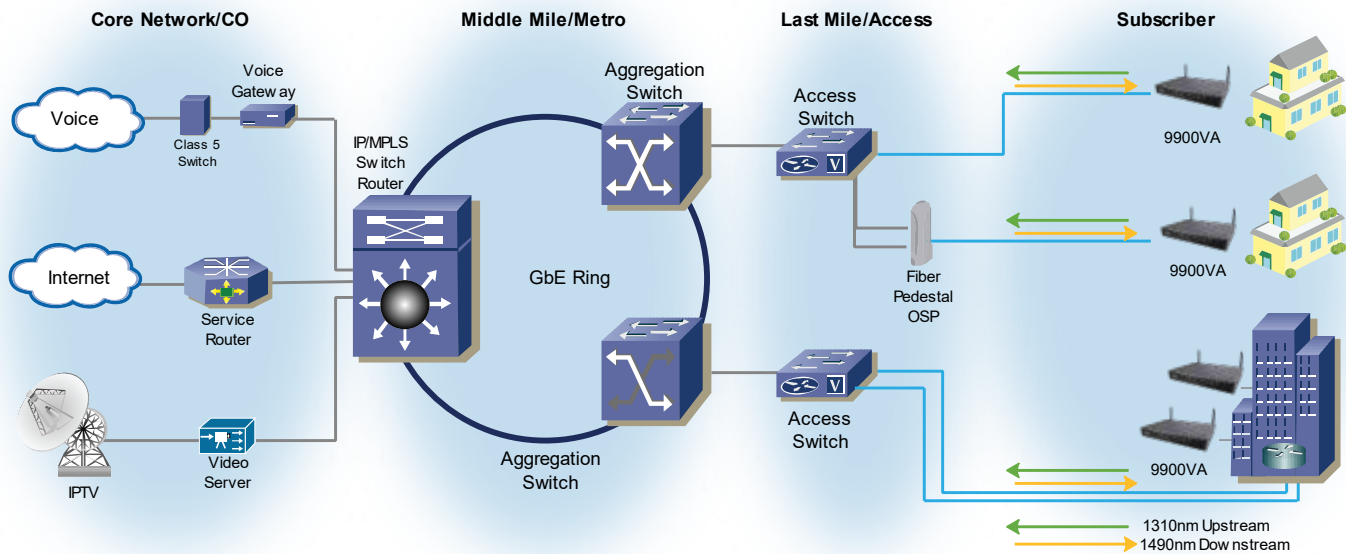 Core Network/CO
Middle Mile/Metro
Last Mile/Access
Subscriber
Voice
Class 5
Switch
Voice
Gateway
IP/MPLS
Switch
Router
Aggregation
Switch
Access
Switch
V
9900VA
9900VA
Fiber
Pedestal
OSP
Internet
Service
Router
GbE Ring
IPTV
Video
Server
Aggregation
Switch
V
Access
Switch
9900VA
1310nm Upstream
1490nm Downstream